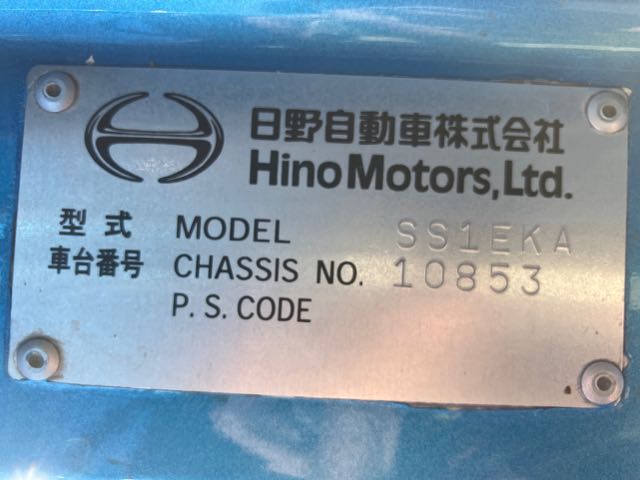 日野自動車株式会社
Hino Motors, Ltd.
型式 MODEL SS1EKA
車台番号 CHASSIS NO. 10853
P. S. CODE